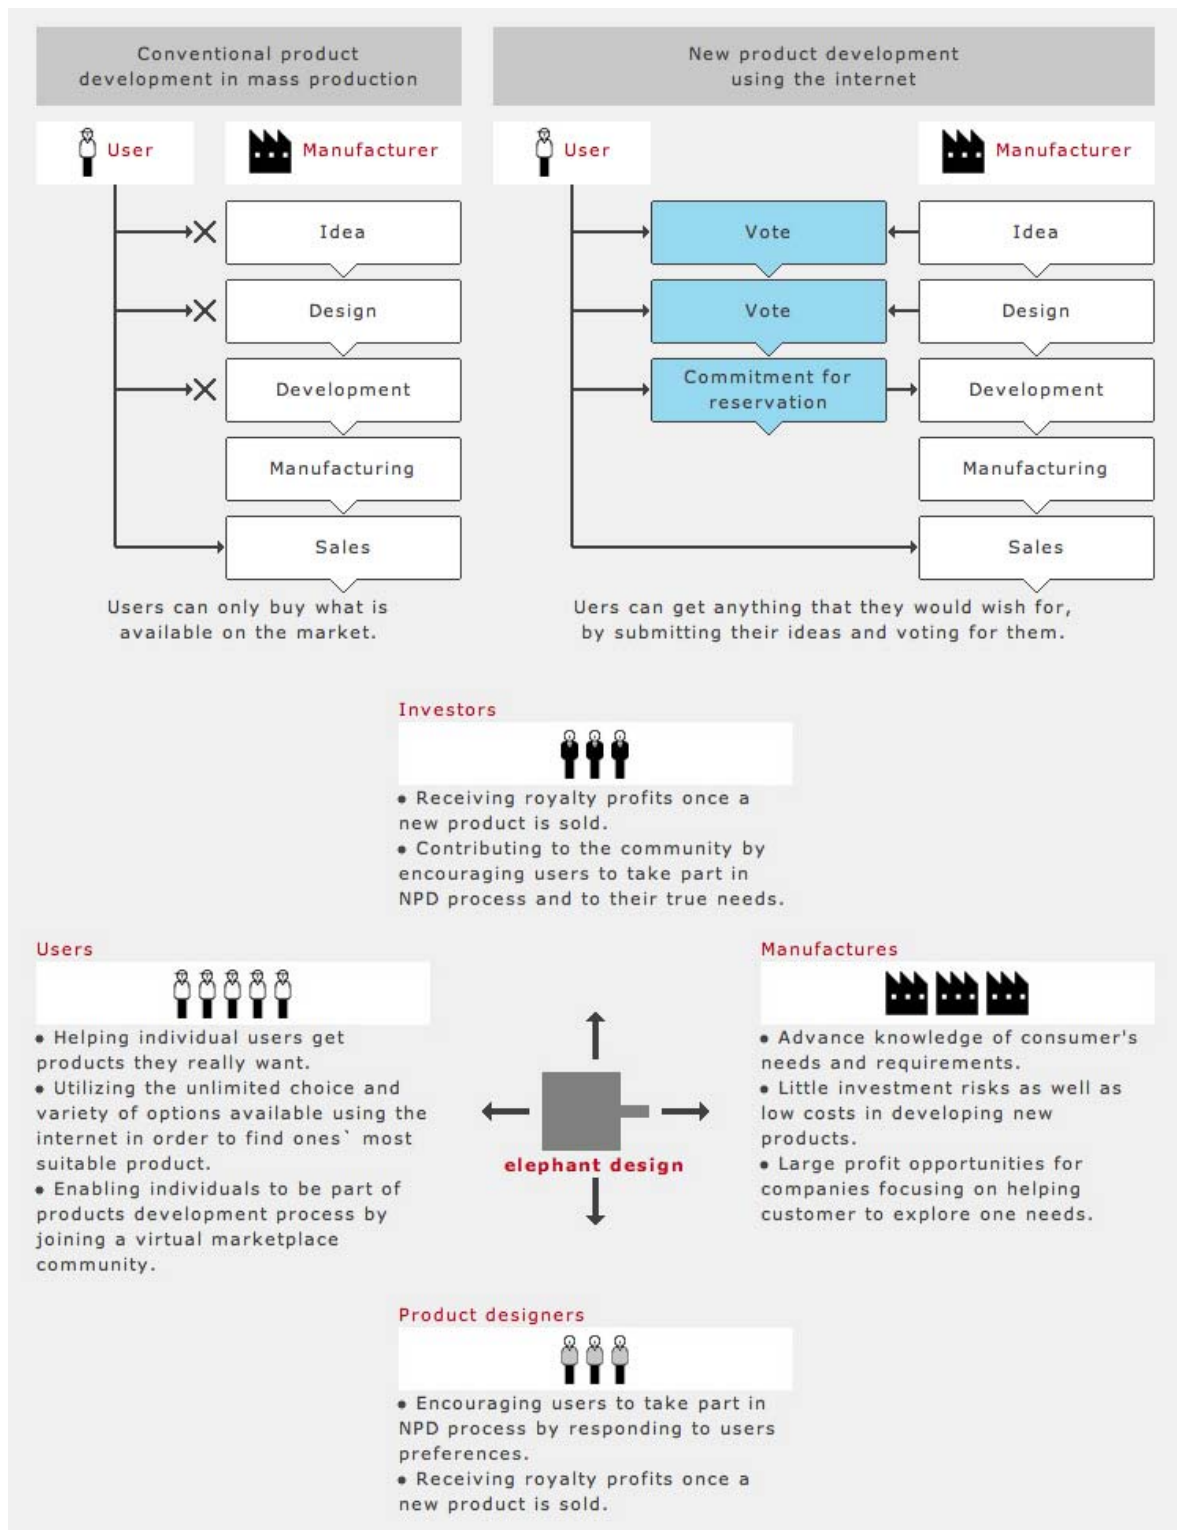 Conventional product
development in mass production
New product development
using the internet
User
Manufacturer
User
Manufacturer
Idea
Vote
Idea
Design
Vote
Design
Development
Commitment for
reservation
Development
Manufacturing
Manufacturing
Sales
Sales
Users can only buy what is
available on the market.
Uers can get anything that they would wish for,
by submitting their ideas and voting for them.
Investors
• Receiving royalty profits once a
new product is sold.
• Contributing to the community by
encouraging users to take part in
NPD process and to their true needs.
Users
• Helping individual users get
products they really want.
• Utilizing the unlimited choice and
variety of options available using the
internet in order to find ones` most
suitable product.
• Enabling individuals to be part of
products development process by
joining a virtual marketplace
community.
elephant design
Manufactures
• Advance knowledge of consumer's
needs and requirements.
• Little investment risks as well as
low costs in developing new
products.
• Large profit opportunities for
companies focusing on helping
customer to explore one needs.
Product designers
• Encouraging users to take part in
NPD process by responding to users
preferences.
• Receiving royalty profits once a
new product is sold.